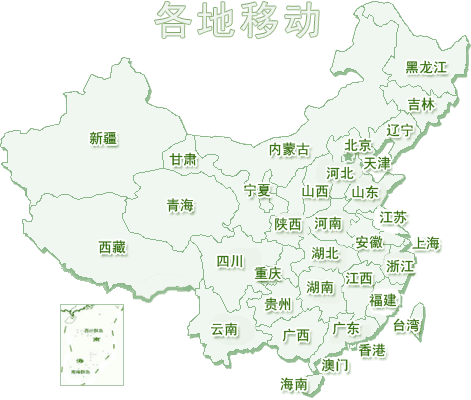 各地移动
黑龙江
吉林
辽宁
新疆
甘肃
内蒙古
北京
天津
河北
宁夏
山西
山东
青海
陕西
河南
江苏
西藏
四川
湖北
安徽
上海
重庆
浙江
湖南
江西
贵州
福建
云南
广西
广东
台湾
香港
澳门
海南
南
海